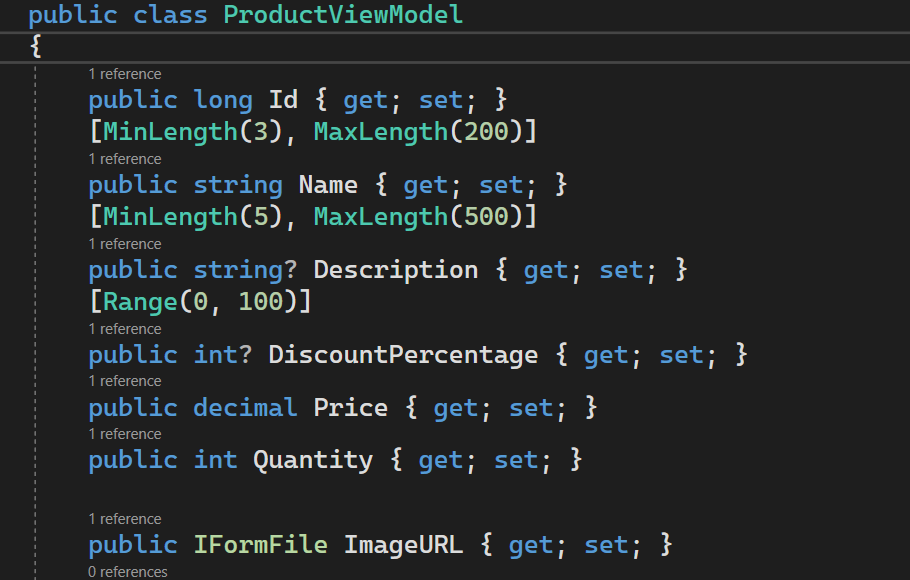 public class ProductViewModel
{
1 reference
public long Id { get; set; }
[MinLength(3), MaxLength(200)]
1 reference
public string Name { get; set; }
[MinLength(5), MaxLength(500)]
1 reference
public string? Description { get; set; }
[Range(0, 100)]
1 reference
public int? DiscountPercentage { get; set; }
1 reference
public decimal Price { get; set; }
1 reference
public int Quantity { get; set; }
1 reference
public IFormFile ImageURL { get; set; }
0 references